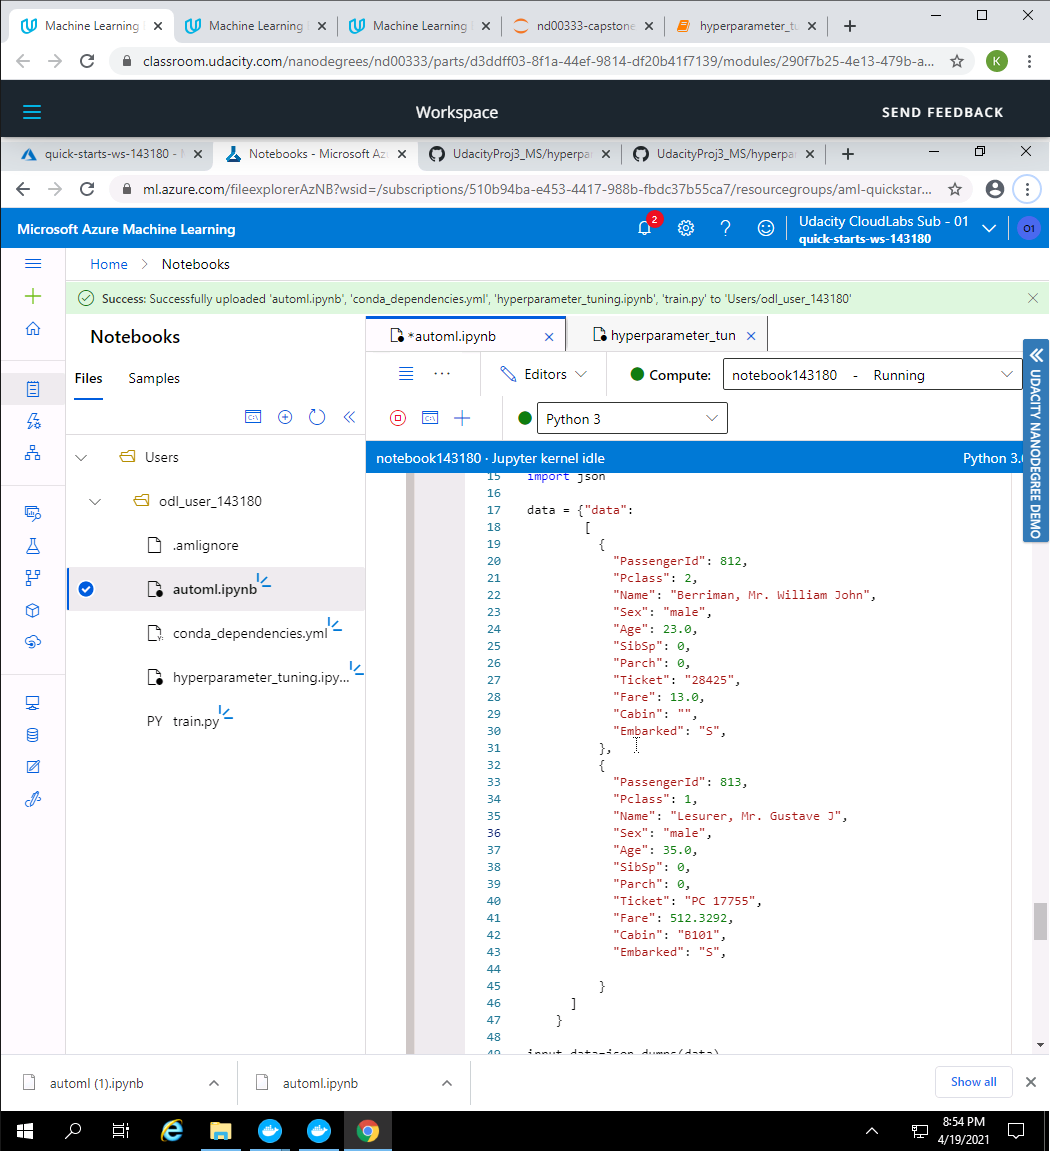 Machine Learning
Machine Learning
Machine Learning
nd00333-capstone
hyperparameter_tu
classroom.udacity.com/nanodegrees/nd00333/parts/d3ddff03-8f1a-44ef-9814-df20b41f7139/modules/290f7b25-4e13-479b-a...
K
Workspace
SEND FEEDBACK
quick-starts-ws-143180 -
Notebooks - Microsoft Az
UdacityProj3_MS/hyperpa
UdacityProj3_MS/hyperpa
ml.azure.com/fileexplorerAzNB?wsid=/subscriptions/510b94ba-e453-4417-988b-fbdc37b55ca7/resourcegroups/aml-quickstar...
Microsoft Azure Machine Learning
2
Udacity CloudLabs Sub - 01
quick-starts-ws-143180
O1
Home > Notebooks
Success: Successfully uploaded 'automl.ipynb', 'conda_dependencies.yml', 'hyperparameter_tuning.ipynb', 'train.py' to 'Users/odl_user_143180'
Notebooks
*automl.ipynb
hyperparameter_tun
Files
Samples
Editors
Compute:
notebook143180 - Running
UDACITY NANODEGREE DEMO
Python 3
notebook143180 · Jupyter kernel idle
Python 3.
Users
odl_user_143180
.amlignore
automl.ipynb
conda_dependencies.yml
hyperparameter_tuning.ipy...
PY train.py
15 import json
16
17 data = {"data":
18 [
19 {
20 "PassengerId": 812,
21 "Pclass": 2,
22 "Name": "Berriman, Mr. William John",
23 "Sex": "male",
24 "Age": 23.0,
25 "SibSp": 0,
26 "Parch": 0,
27 "Ticket": "28425",
28 "Fare": 13.0,
29 "Cabin": "",
30 "Embarked": "S",
31 },
32 {
33 "PassengerId": 813,
34 "Pclass": 1,
35 "Name": "Lesurer, Mr. Gustave J",
36 "Sex": "male",
37 "Age": 35.0,
38 "SibSp": 0,
39 "Parch": 0,
40 "Ticket": "PC 17755",
41 "Fare": 512.3292,
42 "Cabin": "B101",
43 "Embarked": "S",
44
45 }
46 ]
47 }
48
49 input_data=json.dumps(data)
automl (1).ipynb
automl.ipynb
Show all
8:54 PM
4/19/2021